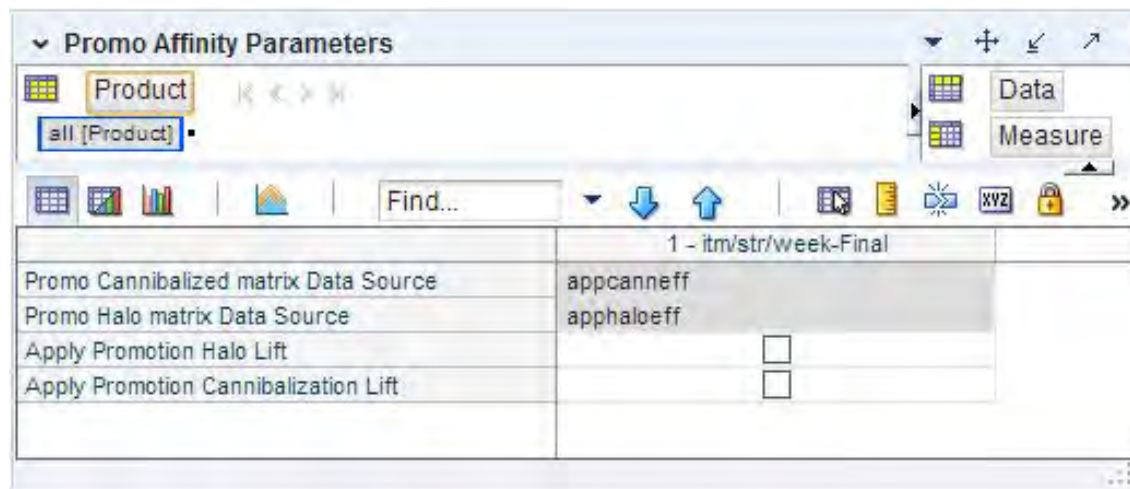 Promo Affinity Parameters
Product
Data
all [Product]
Measure
Find...
XYZ
1 - itm/str/week-Final
Promo Cannibalized matrix Data Source appcanneff
Promo Halo matrix Data Source apphaloeff
Apply Promotion Halo Lift
Apply Promotion Cannibalization Lift